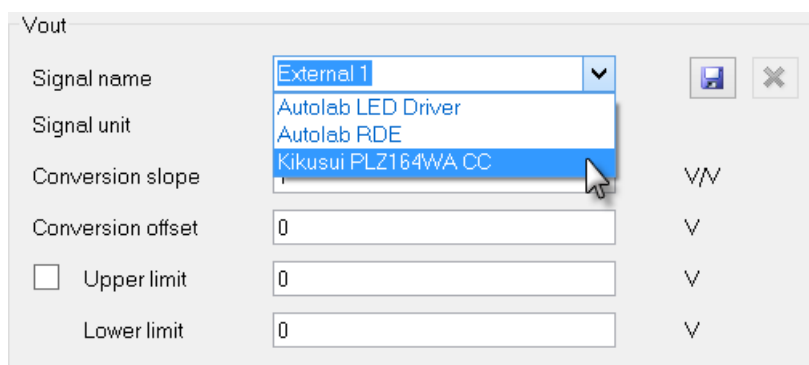 Vout
Signal name External 1
Autolab LED Driver
Signal unit
Autolab RDE
Kikusui PLZ164WA CC
Conversion slope V/V
Conversion offset 0 V
Upper limit 0 V
Lower limit 0 V